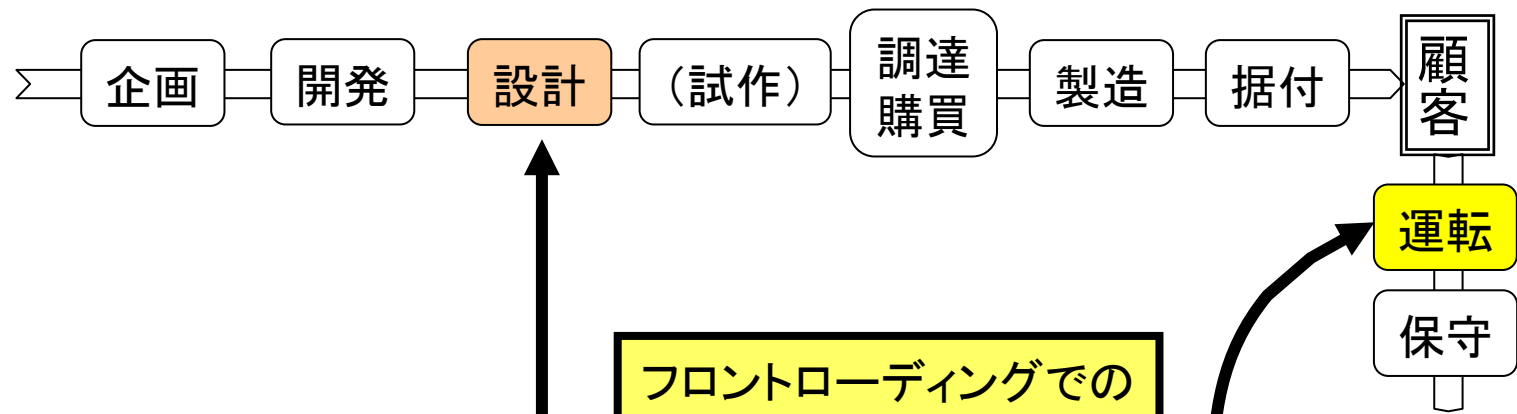 企画
開発
設計
（試作）
調達
購買
製造
据付
顧
客
運転
保守
フロントローディングでの